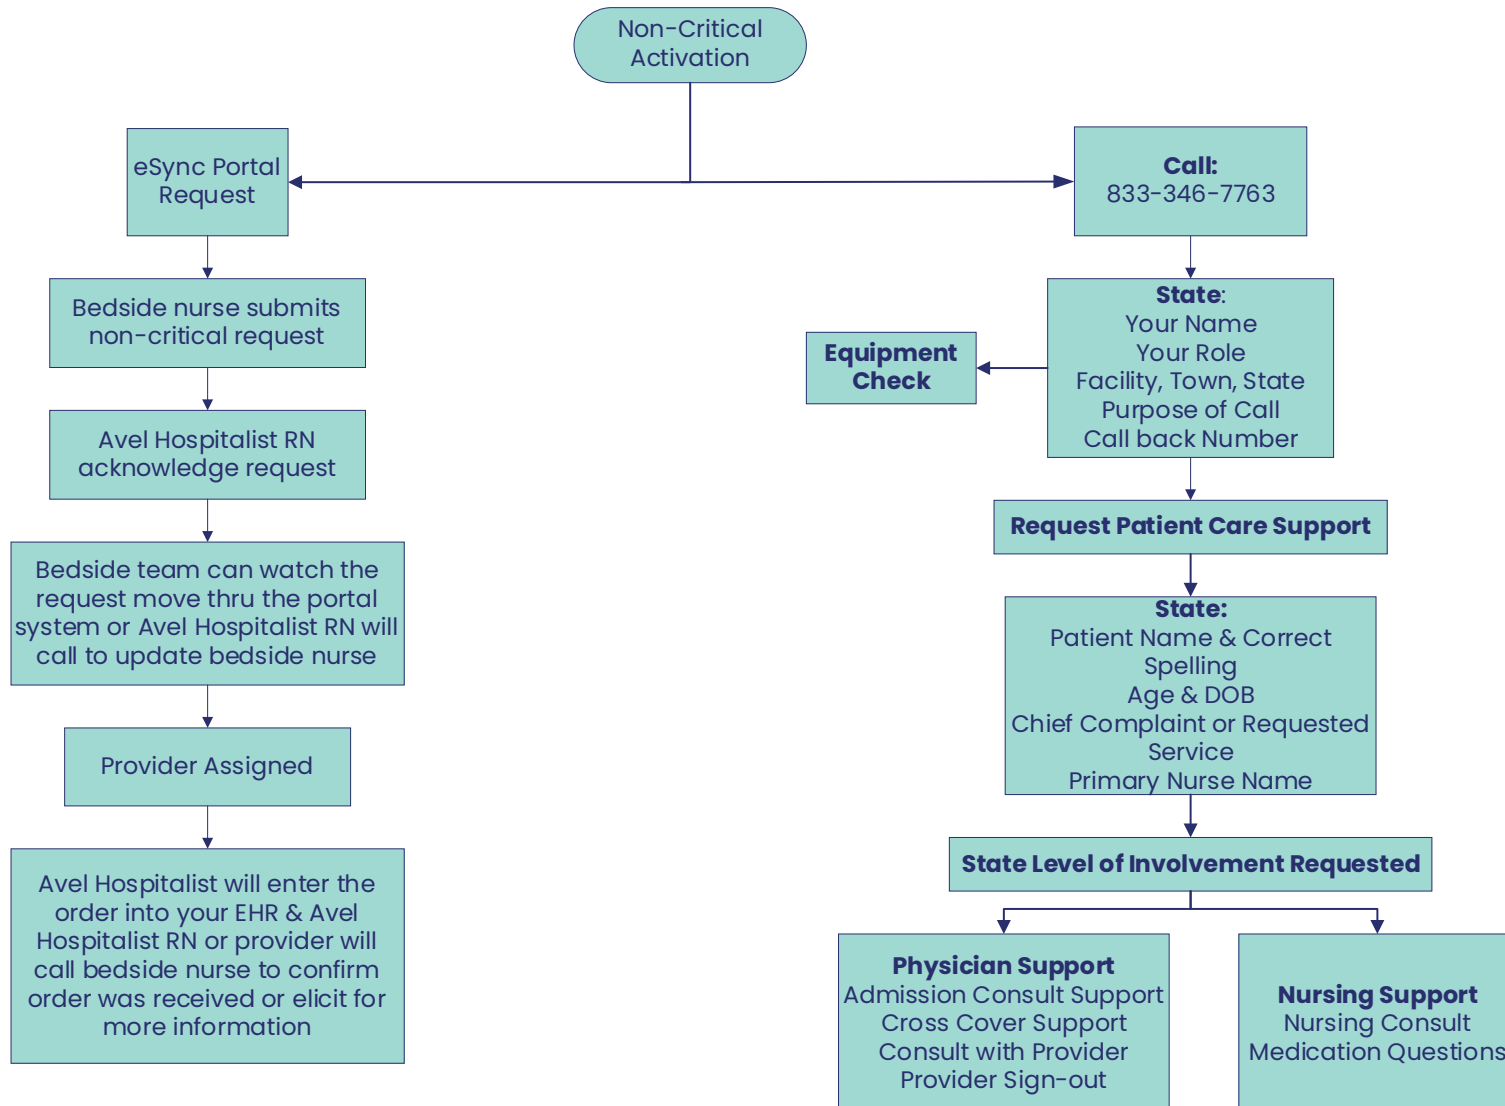 Non-Critical
Activation
eSync Portal
Request
Bedside nurse submits
non-critical request
Avel Hospitalist RN
acknowledge request
Bedside team can watch the
request move thru the portal
system or Avel Hospitalist RN will
call to update bedside nurse
Provider Assigned
Avel Hospitalist will enter the
order into your EHR & Avel
Hospitalist RN or provider will
call bedside nurse to confirm
order was received or elicit for
more information
Call:
833-346-7763
State:
Your Name
Your Role
Facility, Town, State
Purpose of Call
Call back Number
Equipment
Check
Request Patient Care Support
State:
Patient Name & Correct
Spelling
Age & DOB
Chief Complaint or Requested
Service
Primary Nurse Name
State Level of Involvement Requested
Physician Support
Admission Consult Support
Cross Cover Support
Consult with Provider
Provider Sign-out
Nursing Support
Nursing Consult
Medication Questions